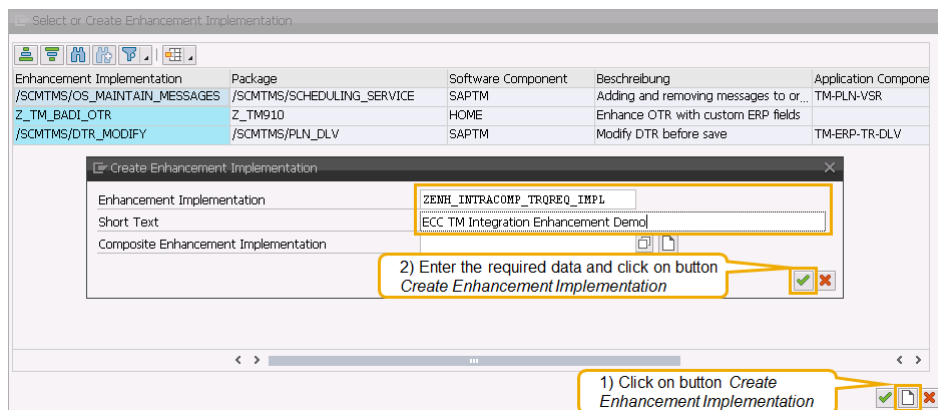 Select or Create Enhancement Implementation
Enhancement Implementation Package Software Component Beschreibung Application Compone
/SCMTMS/OS_MAINTAIN_MESSAGES /SCMTMS/SCHEDULING_SERVICE SAPTM Adding and removing messages to or... TM-PLN-VSR
Z_TM_BADI_OTR Z_TM910 HOME Enhance OTR with custom ERP fields
/SCMTMS/DTR_MODIFY /SCMTMS/PLN_DLV SAPTM Modify DTR before save TM-ERP-TR-DLV
Create Enhancement Implementation
Enhancement Implementation ZENH_INTRACOMP_TRQREQ_IMPL
Short Text ECC TM Integration Enhancement Demo
Composite Enhancement Implementation
2) Enter the required data and click on button
Create Enhancement Implementation
1) Click on button Create
Enhancement Implementation